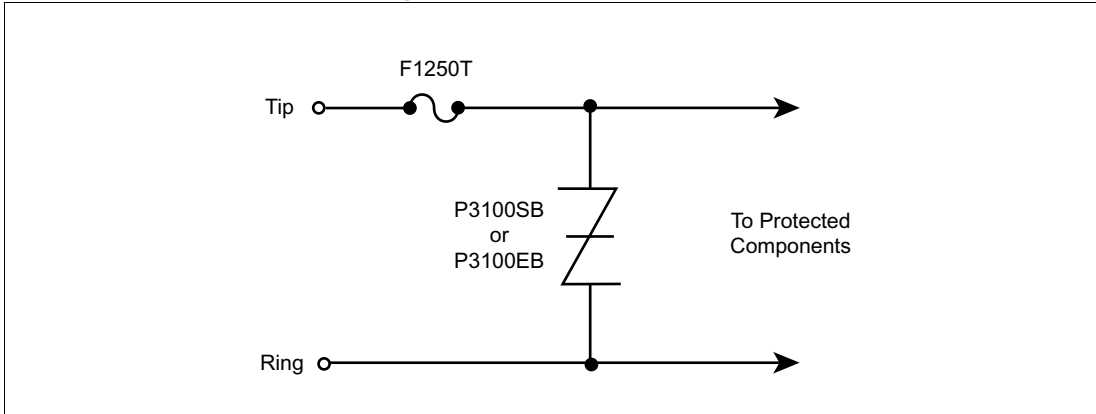 F1250T
Tip
P3100SB
or
P3100EB
To Protected
Components
Ring